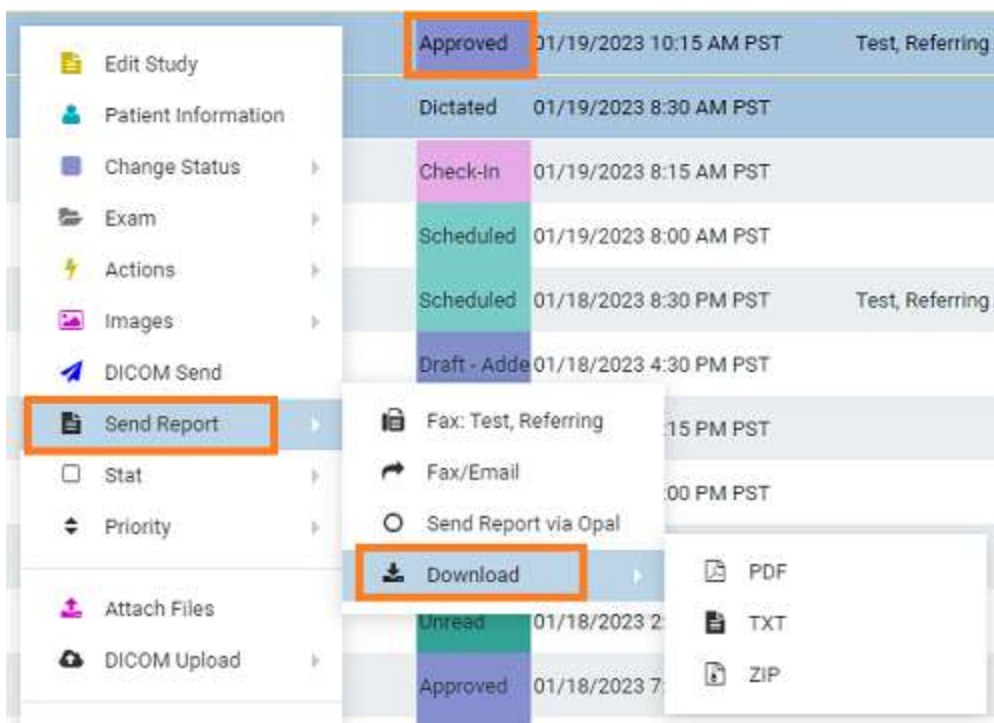 Approved 01/19/2023 10:15 AM PST Test, Referring
Edit Study
Dictated 01/19/2023 8:30 AM PST
Patient Information
Change Status
Check-In 01/19/2023 8:15 AM PST
Exam
Scheduled 01/19/2023 8:00 AM PST
Actions
Scheduled 01/18/2023 8:30 PM PST Test, Referring
Images
DICOM Send
Draft - Adde 01/18/2023 4:30 PM PST
Send Report
Fax: Test, Referring
:15 PM PST
Stat
Fax/Email
:00 PM PST
Priority
Send Report via Opal
Download
PDF
Attach Files
Unread 01/18/2023 2:
TXT
DICOM Upload
Approved 01/18/2023 7:
ZIP